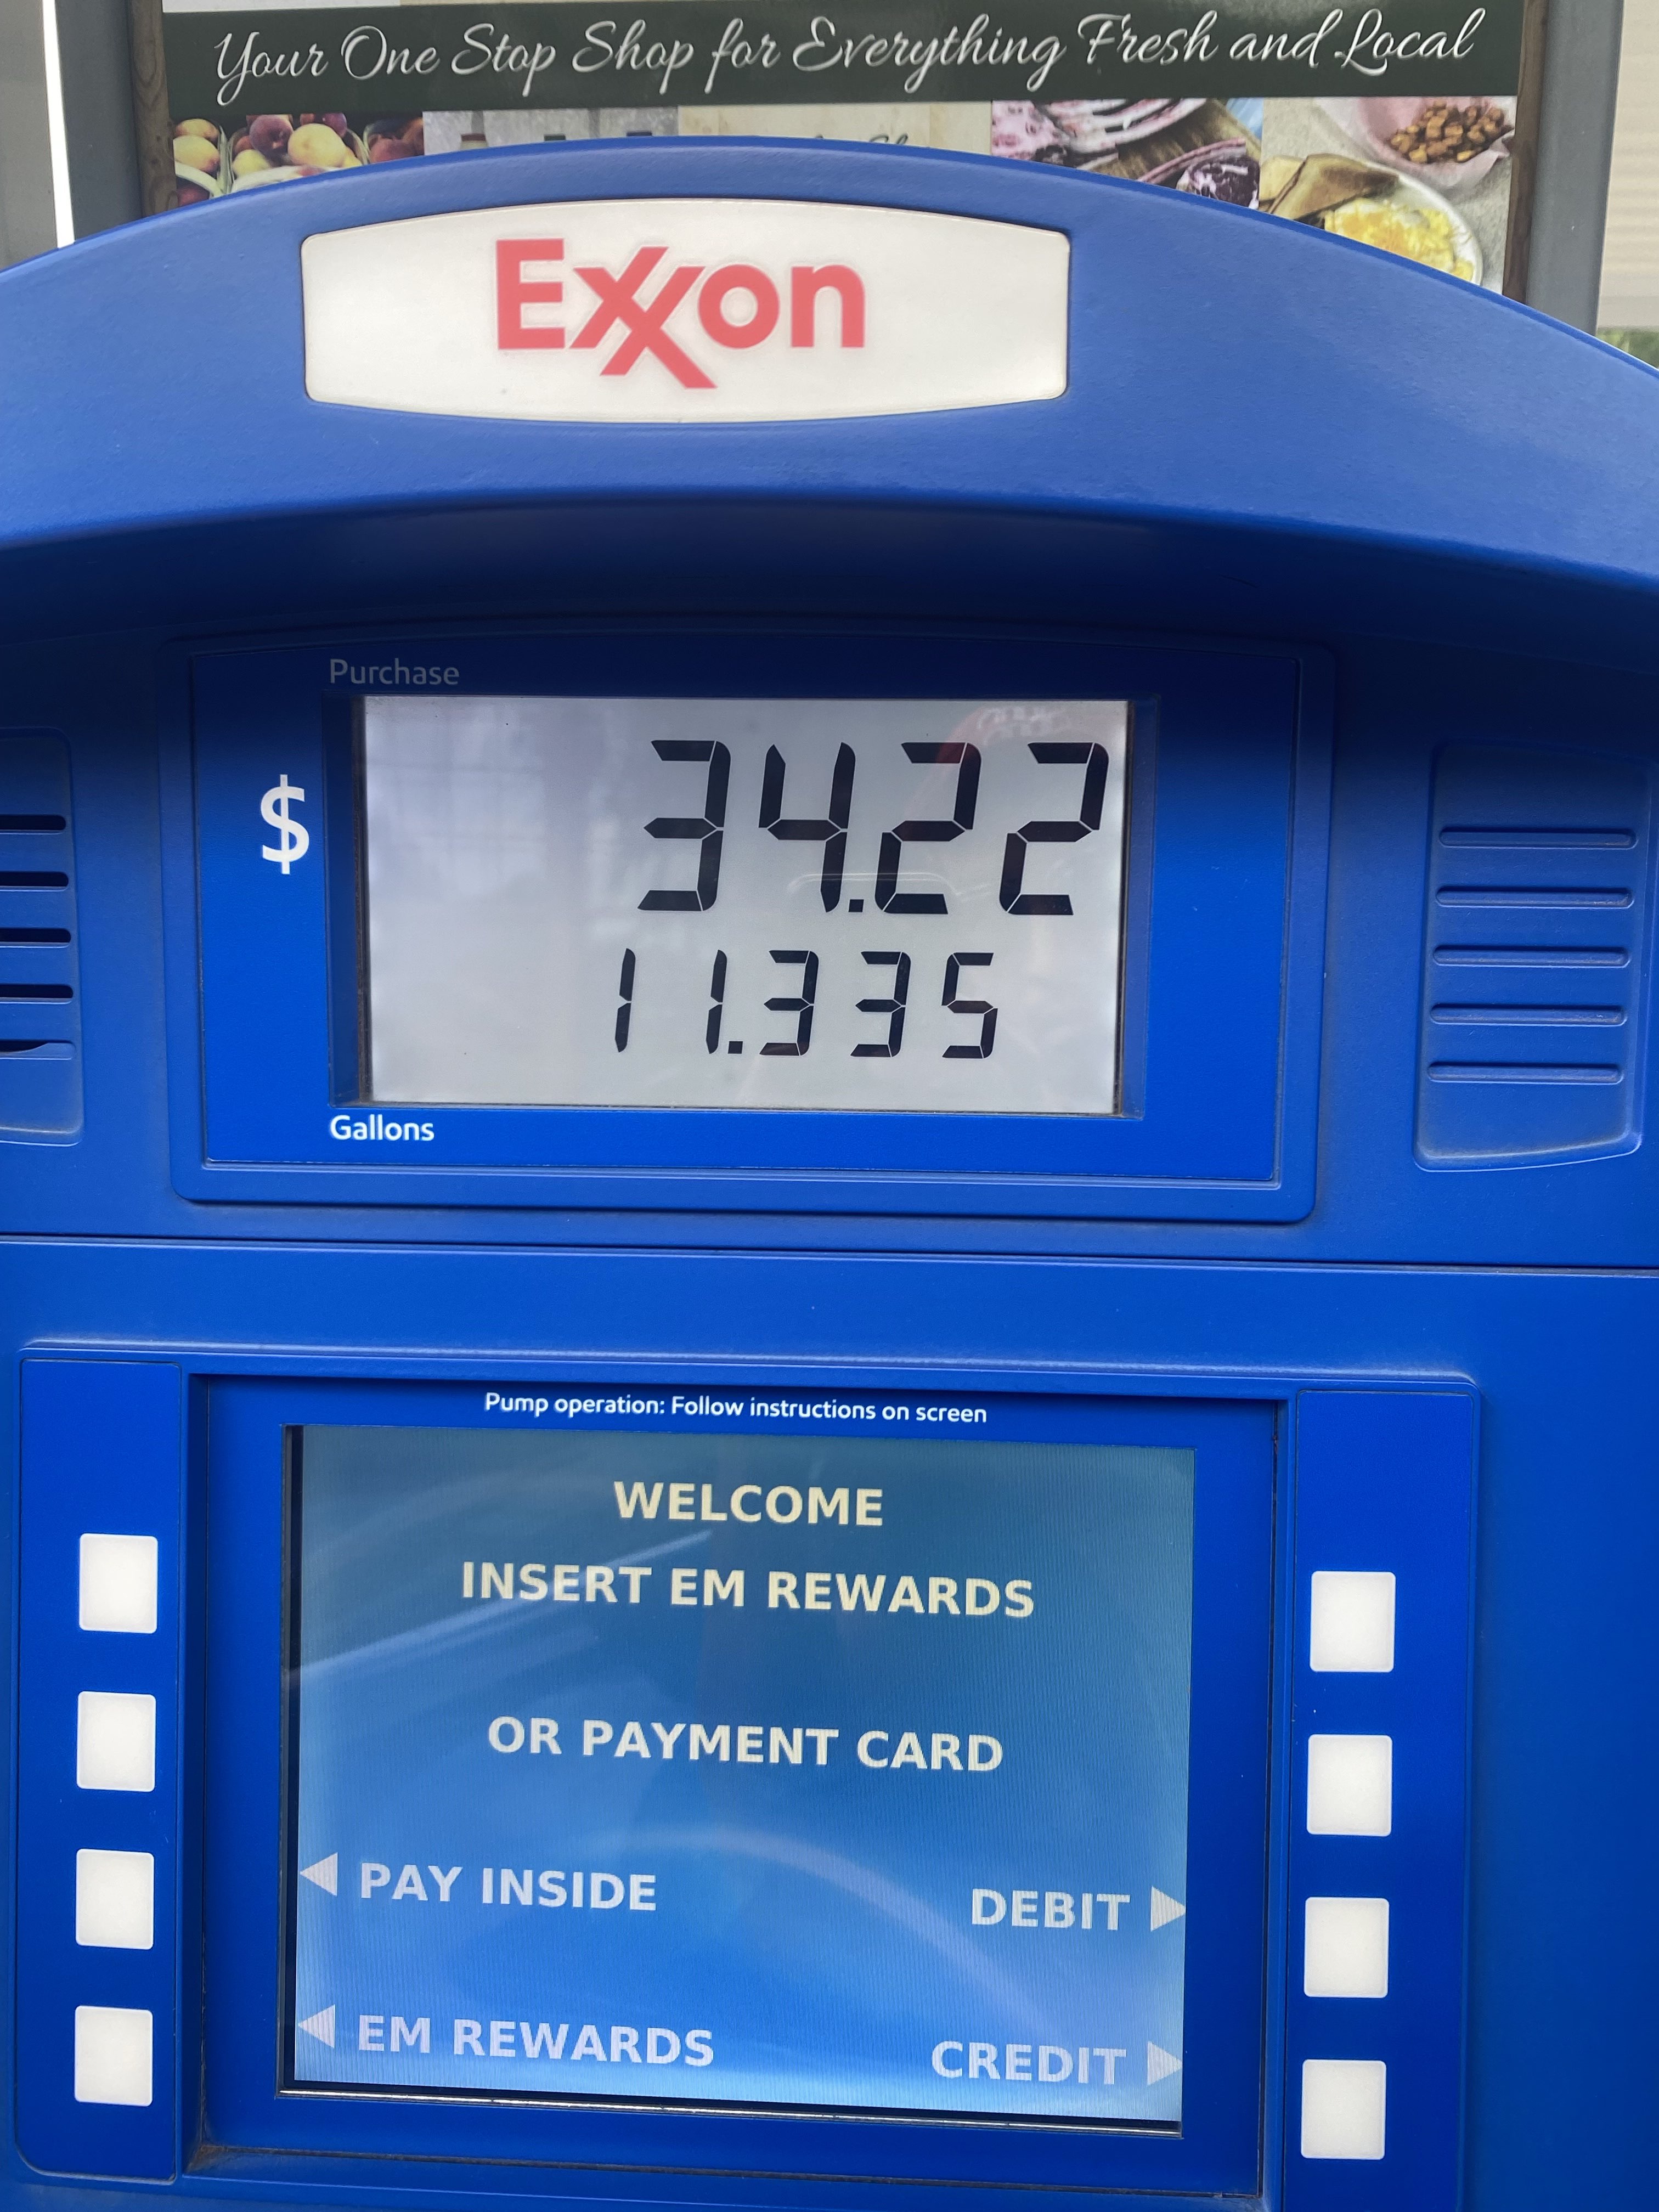 Your One Stop Shop for Everything Fresh and Local
Exxon
Purchase
$
34.22
11.335
Gallons
Pump operation: Follow instructions on screen
WELCOME
INSERT EM REWARDS
OR PAYMENT CARD
PAY INSIDE
DEBIT
EM REWARDS
CREDIT